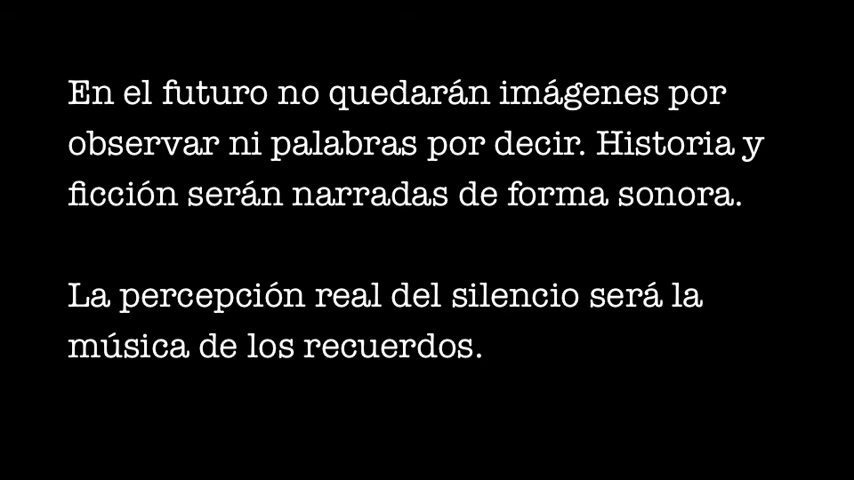 En el futuro no quedarán imágenes por
observar ni palabras por decir. Historia y
ficción serán narradas de forma sonora.
La percepción real del silencio será la
música de los recuerdos.